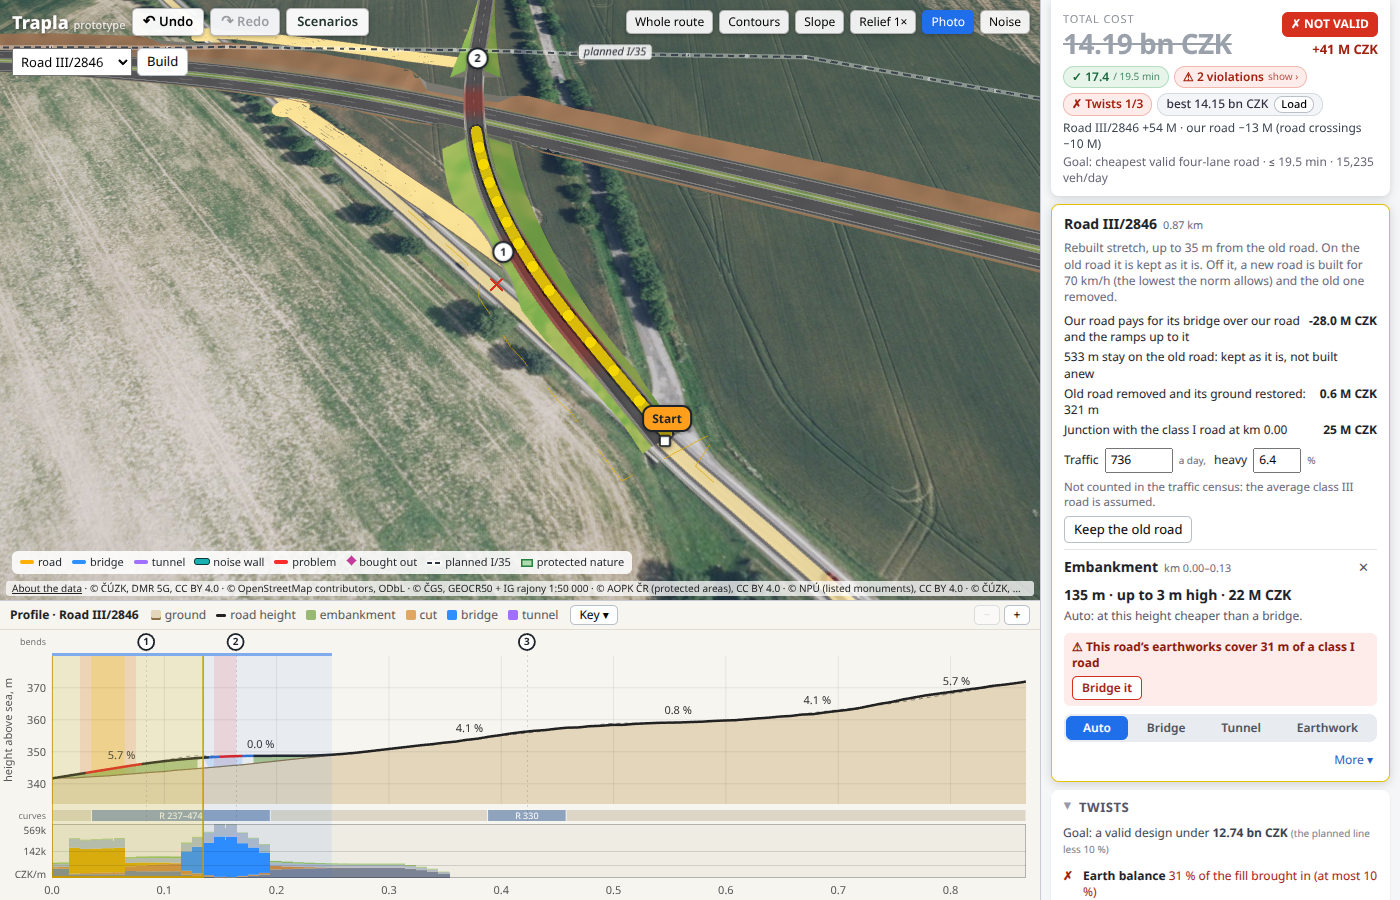 Trapla prototype
↶ Undo
↷ Redo
Scenarios
Whole route
Contours
Slope
Relief 1×
Photo
Noise
Road III/2846
Build
planned I/35
2
1
Start
road
bridge
tunnel
noise wall
problem
bought out
planned I/35
protected nature
About the data · © ČÚZK, DMR 5G, CC BY 4.0 · © OpenStreetMap contributors, ODbL · © ČGS, GEOCR50 + IG rajony 1:50 000 · © AOPK ČR (protected areas), CC BY 4.0 · © NPÚ (listed monuments), CC BY 4.0 · © ČÚZK, ...
Profile · Road III/2846
ground
road height
embankment
cut
bridge
tunnel
Key ▾
−
+
bends
1
2
3
height above sea, m
370
360
350
340
5.7 %
0.0 %
4.1 %
0.8 %
4.1 %
5.7 %
curves
R 237–474
R 330
569k
142k
CZK/m
0.0
0.1
0.2
0.3
0.4
0.5
0.6
0.7
0.8
TOTAL COST
✗ NOT VALID
14.19 bn CZK
+41 M CZK
✓ 17.4 / 19.5 min
⚠ 2 violations show ›
✗ Twists 1/3
best 14.15 bn CZK Load
Road III/2846 +54 M · our road −13 M (road crossings
−10 M)
Goal: cheapest valid four-lane road · ≤ 19.5 min · 15,235
veh/day
Road III/2846 0.87 km
Rebuilt stretch, up to 35 m from the old road. On the
old road it is kept as it is. Off it, a new road is built for
70 km/h (the lowest the norm allows) and the old one
removed.
Our road pays for its bridge over our road -28.0 M CZK
and the ramps up to it
533 m stay on the old road: kept as it is, not built
anew
Old road removed and its ground restored: 0.6 M CZK
321 m
Junction with the class I road at km 0.00 25 M CZK
Traffic 736 a day, heavy 6.4 %
Not counted in the traffic census: the average class III
road is assumed.
Keep the old road
Embankment km 0.00–0.13 ✕
135 m · up to 3 m high · 22 M CZK
Auto: at this height cheaper than a bridge.
⚠ This road's earthworks cover 31 m of a class I
road
Bridge it
Auto
Bridge
Tunnel
Earthwork
More ▾
▼ TWISTS
Goal: a valid design under 12.74 bn CZK (the planned line
less 10 %)
✗ Earth balance 31 % of the fill brought in (at most 10
%)